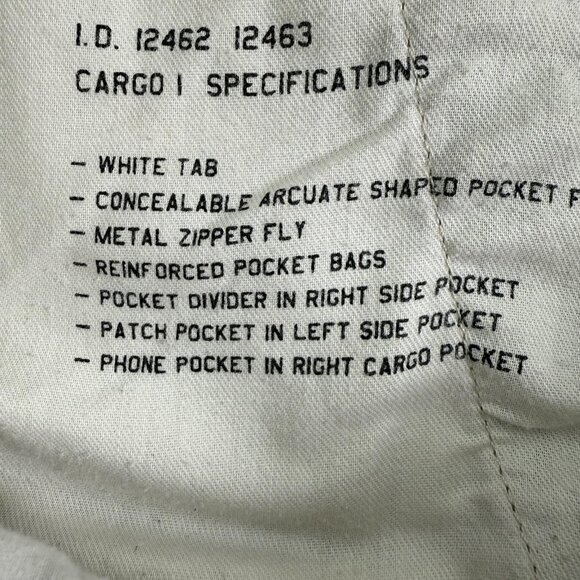 I.D. 12462 12463
CARGO I SPECIFICATIONS
- WHITE TAB
- CONCEALABLE ARCUATE SHAPED POCKET F
- METAL ZIPPER FLY
- REINFORCED POCKET BAGS
- POCKET DIVIDER IN RIGHT SIDE POCKET
- PATCH POCKET IN LEFT SIDE POCKET
- PHONE POCKET IN RIGHT CARGO POCKET